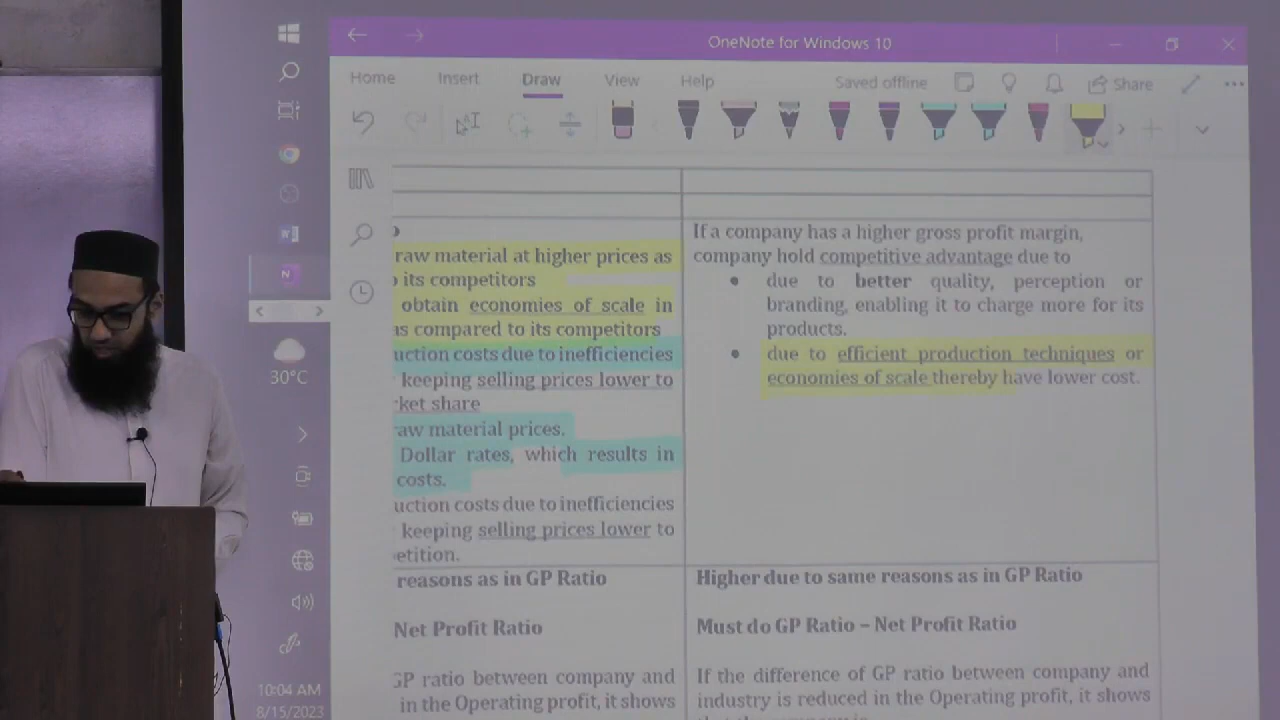 OneNote for Windows 10
Home Insert Draw View Help Saved offline Share
raw material at higher prices as
its competitors
obtain economies of scale in
as compared to its competitors
uction costs due to inefficiencies
keeping selling prices lower to
ket share
aw material prices.
Dollar rates, which results in
costs.
uction costs due to inefficiencies
keeping selling prices lower to
etition.
reasons as in GP Ratio
Net Profit Ratio
GP ratio between company and
in the Operating profit, it shows
If a company has a higher gross profit margin,
company hold competitive advantage due to
• due to better quality, perception or
branding, enabling it to charge more for its
products.
• due to efficient production techniques or
economies of scale thereby have lower cost.
Higher due to same reasons as in GP Ratio
Must do GP Ratio – Net Profit Ratio
If the difference of GP ratio between company and
industry is reduced in the Operating profit, it shows
30°C
10:04 AM
8/15/2023